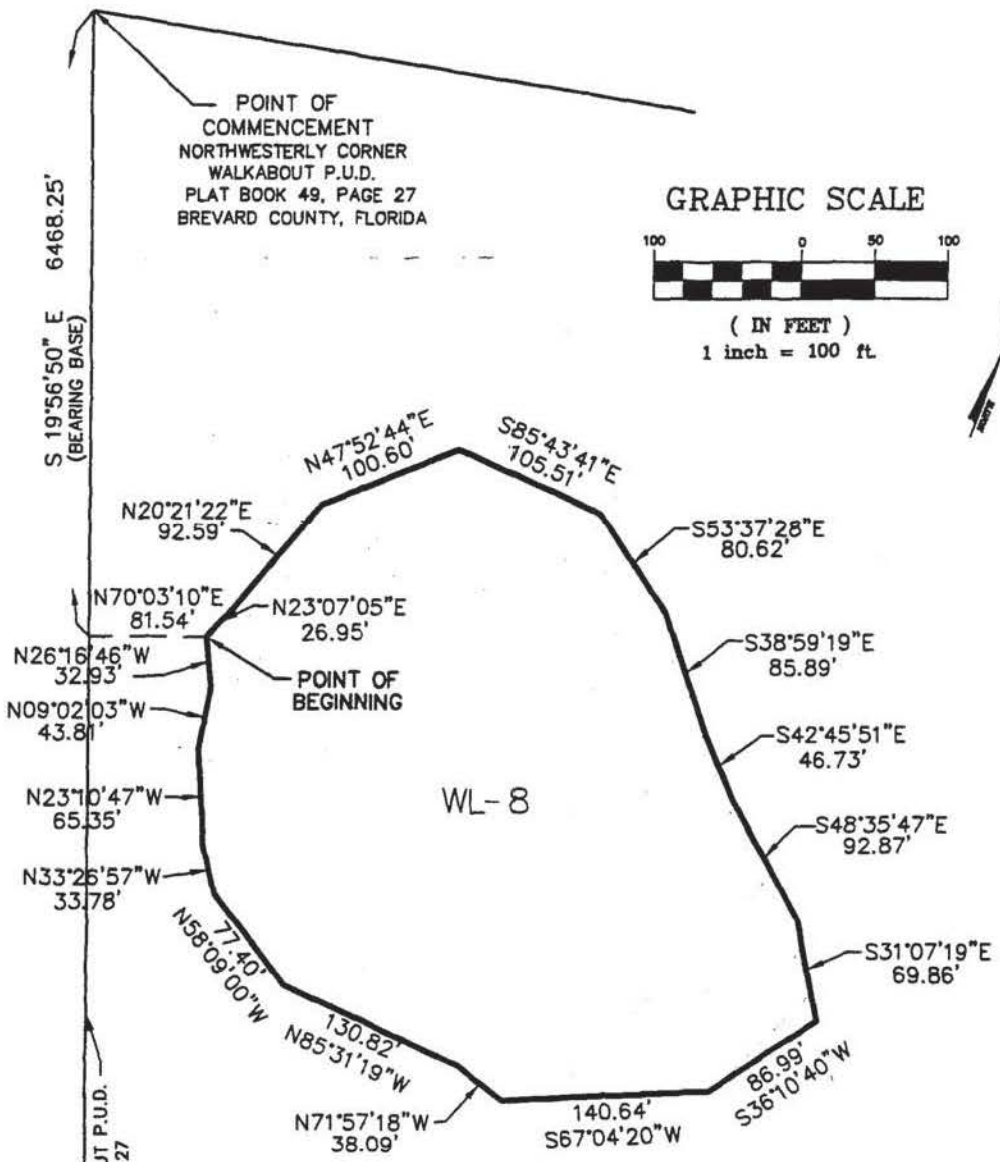 POINT OF
COMMENCEMENT
NORTHWESTERLY CORNER
WALKABOUT P.U.D.
PLAT BOOK 49, PAGE 27
BREVARD COUNTY, FLORIDA
S 19°56'50" E 6468.25'
(BEARING BASE)
GRAPHIC SCALE
100 0 50 100
( IN FEET )
1 inch = 100 ft.
NORTH
N47°52'44"E
100.60'
S85°43'41"E
105.51'
N20°21'22"E
92.59'
S53°37'28"E
80.62'
N70°03'10"E
81.54'
N23°07'05"E
26.95'
N26°16'46"W
32.93'
POINT OF
BEGINNING
S38°59'19"E
85.89'
N09°02'03"W
43.81'
S42°45'51"E
46.73'
N23°10'47"W
65.35'
WL-8
S48°35'47"E
92.87'
N33°26'57"W
33.78'
77.40'
N58°09'00"W
S31°07'19"E
69.86'
130.82'
N85°31'19"W
86.99'
S36°10'40"W
N71°57'18"W
38.09'
140.64'
S67°04'20"W
UT P.U.D.
27